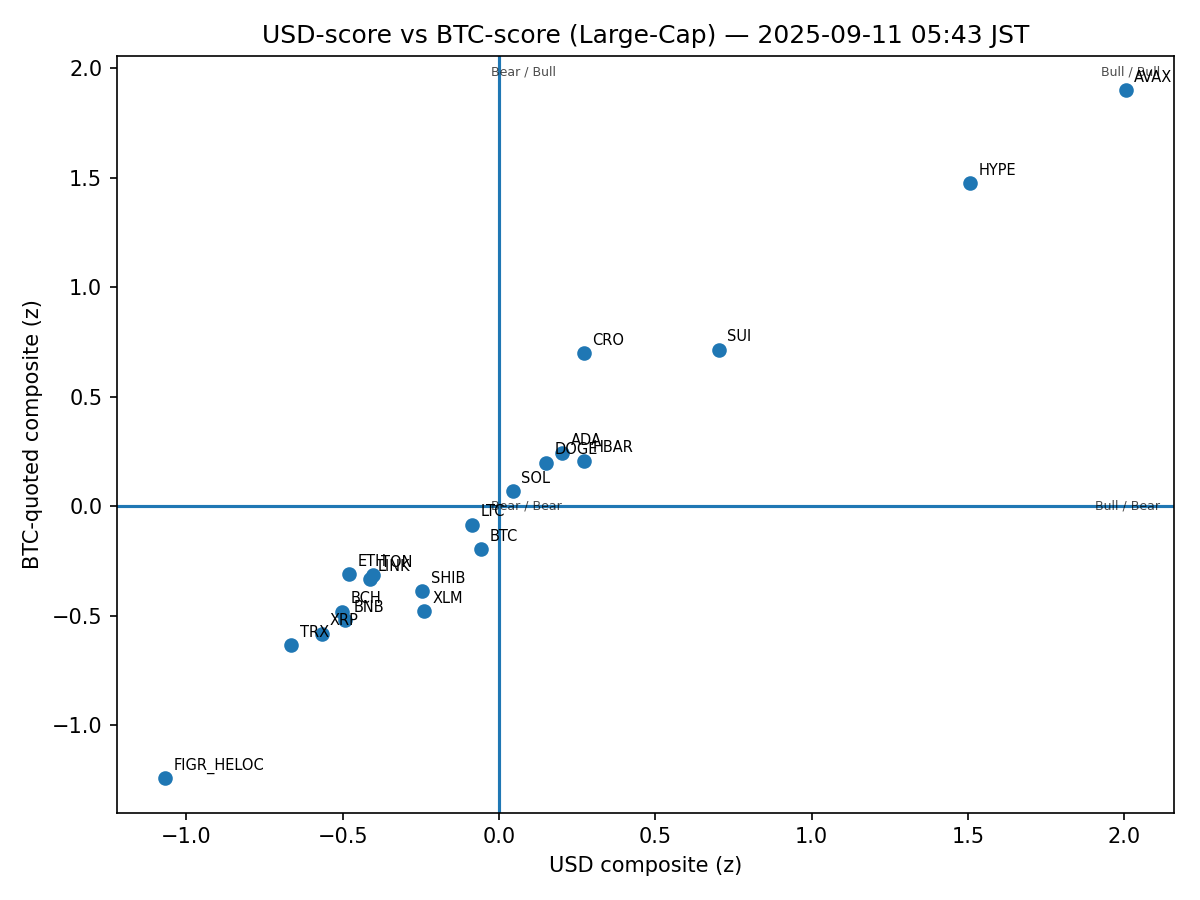 USD-score vs BTC-score (Large-Cap) — 2025-09-11 05:43 JST
2.0
Bear / Bull
Bull / Bull
AVAX
HYPE
1.5
1.0
CRO
SUI
0.5
ADA
DOGE
HBAR
SOL
0.0
LTC
Bear / Bear
Bull / Bear
BTC
ETH
TON
LINK
SHIB
BCH
XLM
BNB
−0.5
XRP
TRX
−1.0
FIGR_HELOC
BTC-quoted composite (z)
−1.0
−0.5
0.0
0.5
1.0
1.5
2.0
USD composite (z)